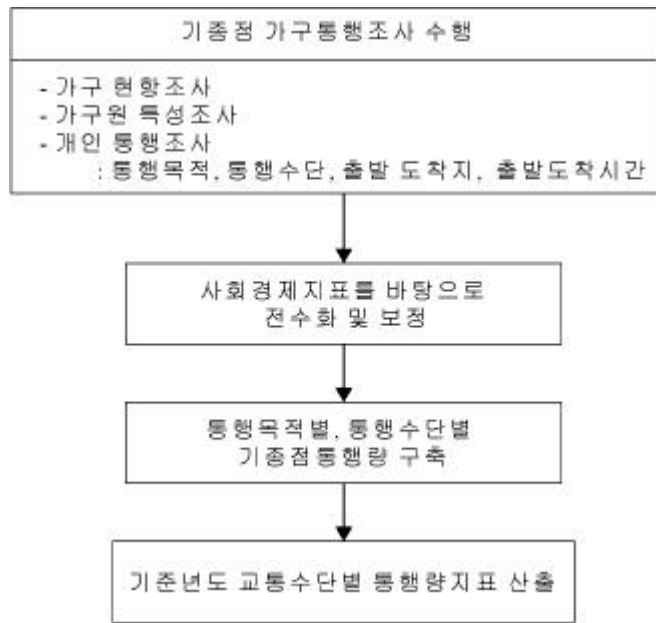 기종점 가구통행조사 수행
- 가구 현항조사
- 가구원 특성조사
- 개인 통행조사
: 통행목적, 통행수단, 출발 도착지, 출발도착시간
사회경제지표를 바탕으로
전수화 및 보정
통행목적별, 통행수단별
기종점통행량 구축
기준년도 교통수단별 통행량지표 산출